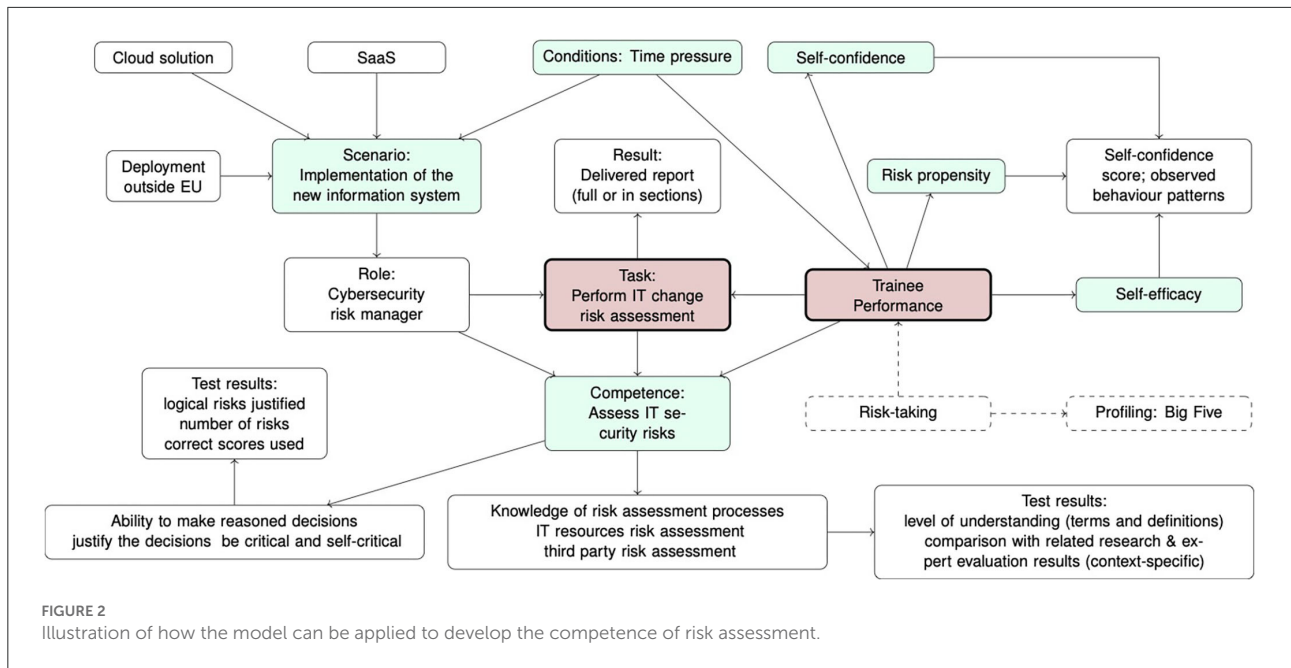 Cloud solution
SaaS
Conditions: Time pressure
Self-confidence
Deployment
outside EU
Scenario:
Implementation of the
new information system
Result:
Delivered report
(full or in sections)
Risk propensity
Self-confidence
score; observed
behaviour patterns
Role:
Cybersecurity
risk manager
Task:
Perform IT change
risk assessment
Trainee
Performance
Self-efficacy
Test results:
logical risks justified
number of risks
correct scores used
Competence:
Assess IT se-
curity risks
Risk-taking
Profiling: Big Five
Ability to make reasoned decisions
justify the decisions be critical and self-critical
Knowledge of risk assessment processes
IT resources risk assessment
third party risk assessment
Test results:
level of understanding (terms and definitions)
comparison with related research & ex-
pert evaluation results (context-specific)
FIGURE 2
Illustration of how the model can be applied to develop the competence of risk assessment.